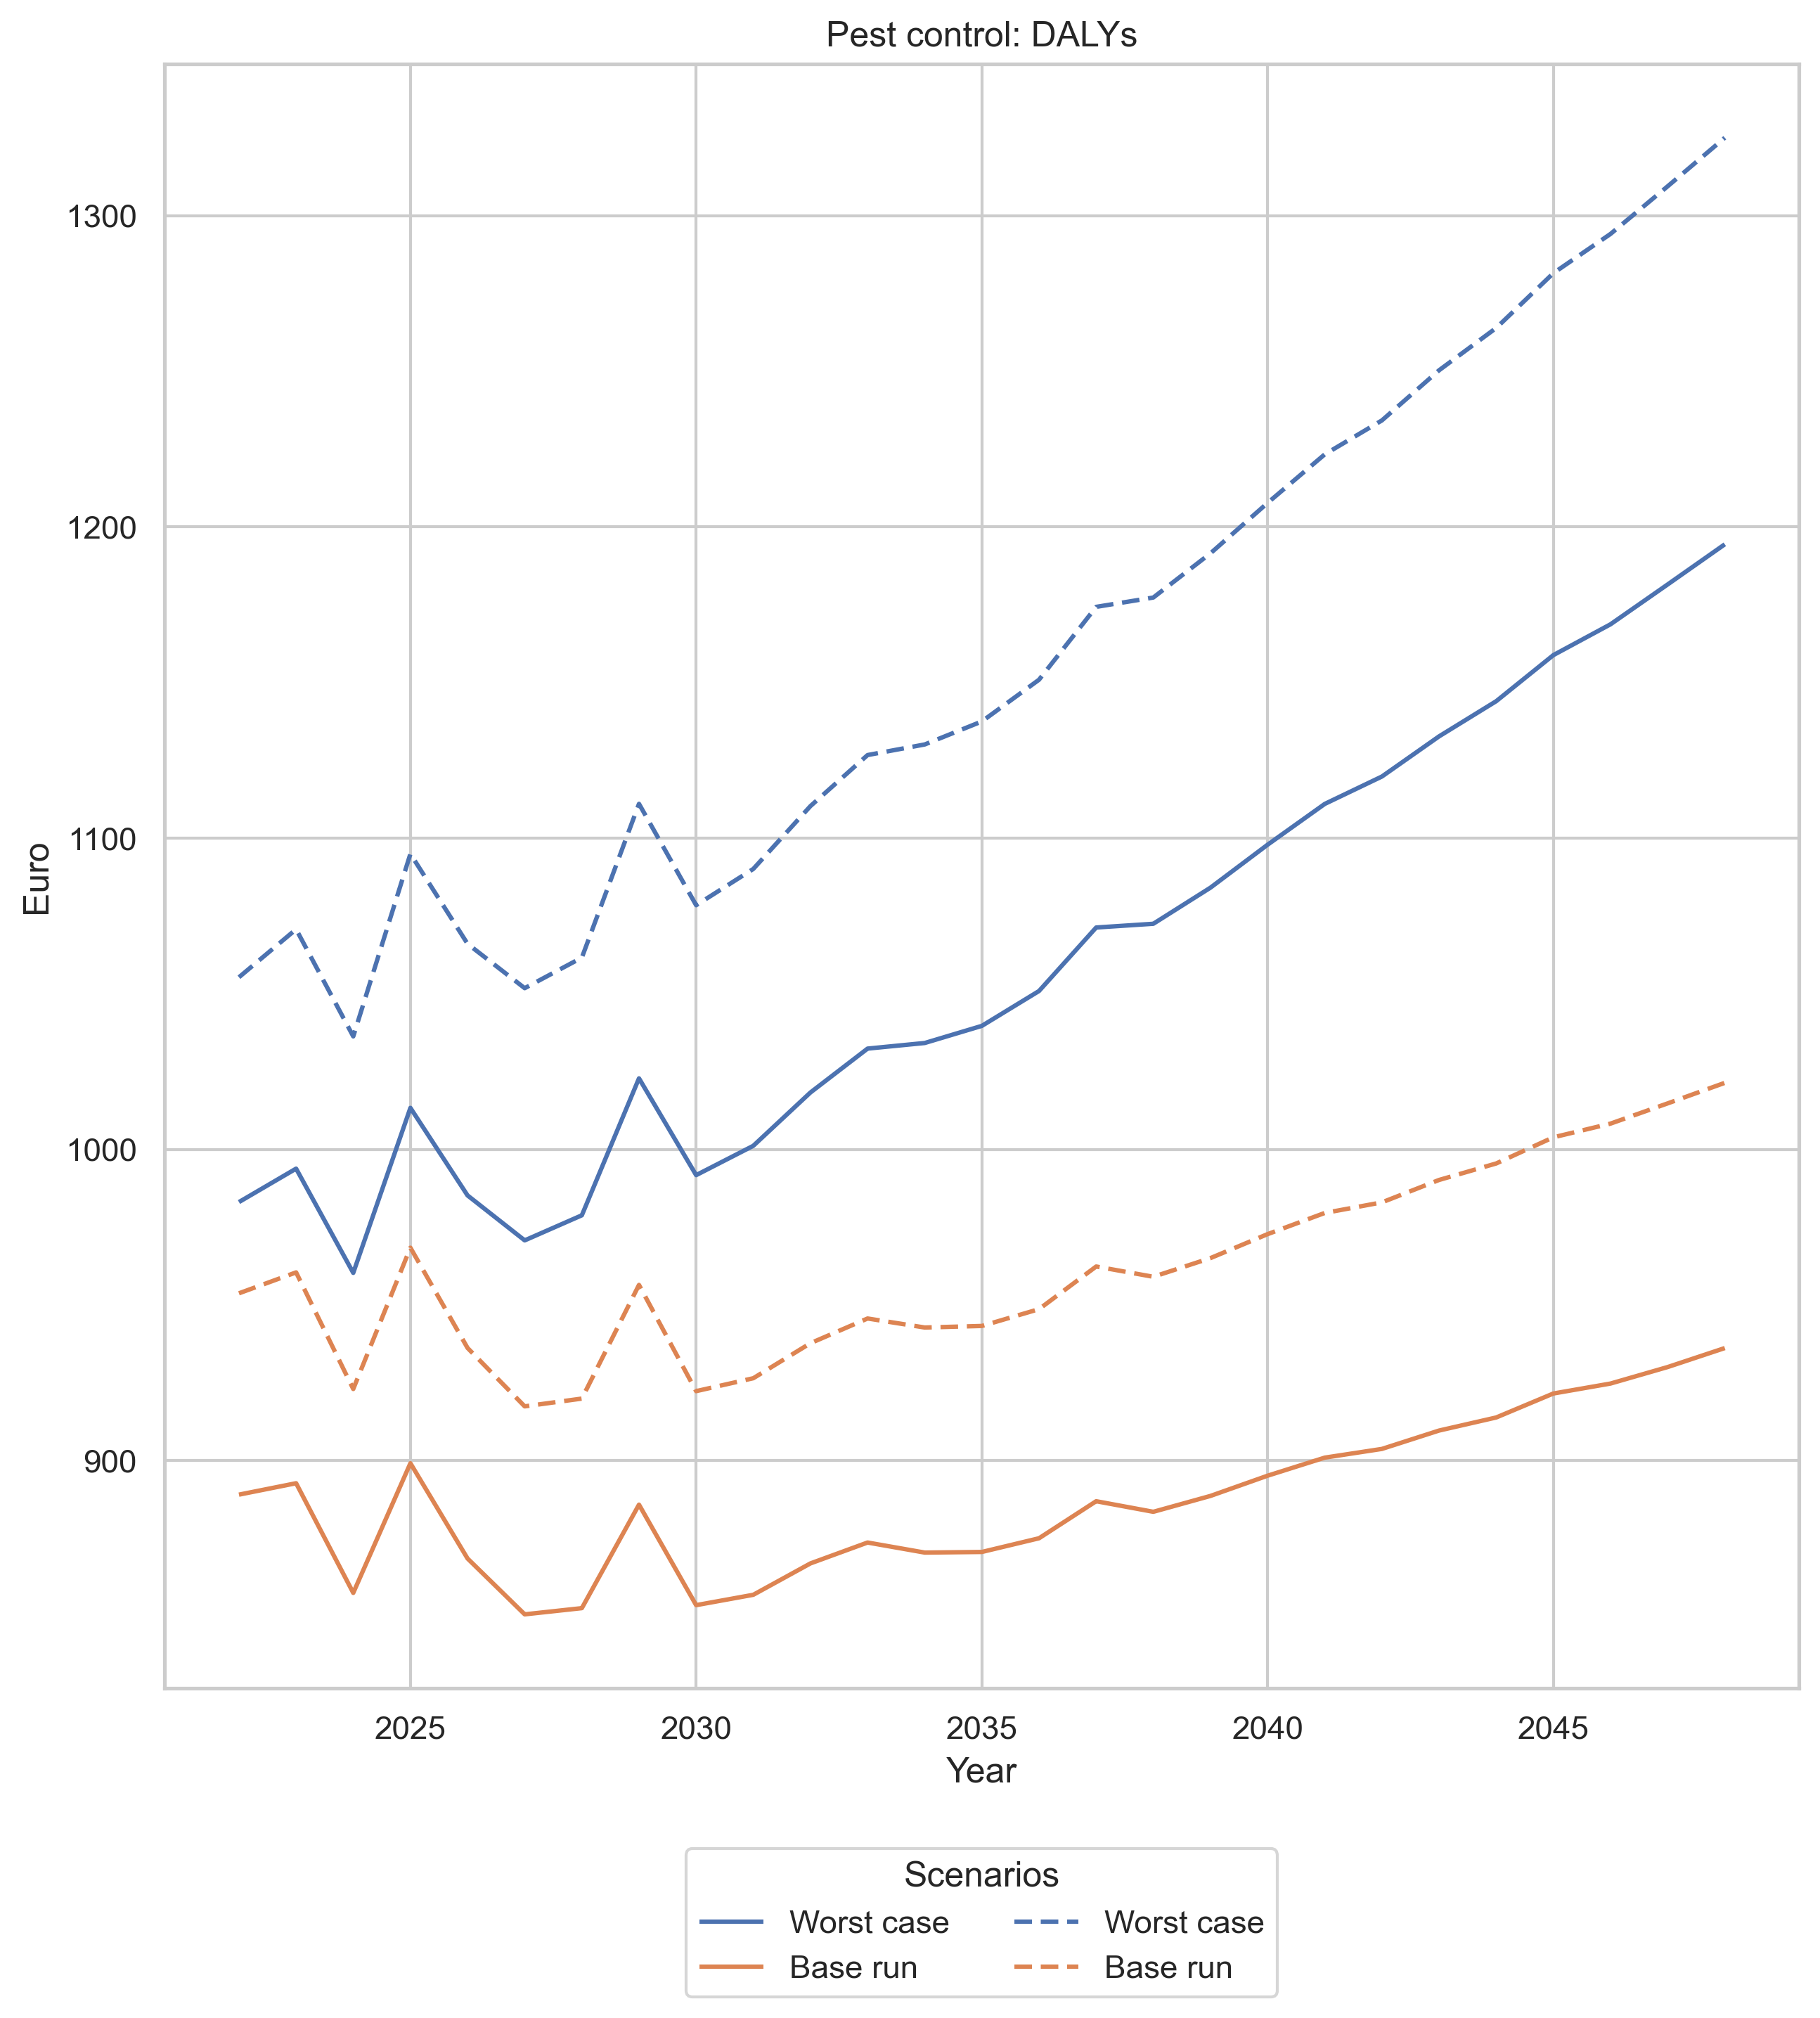 Pest control: DALYs
1300
1200
1100
1000
900
Euro
2025 2030 2035 2040 2045
Year
Scenarios
Worst case Worst case
Base run Base run